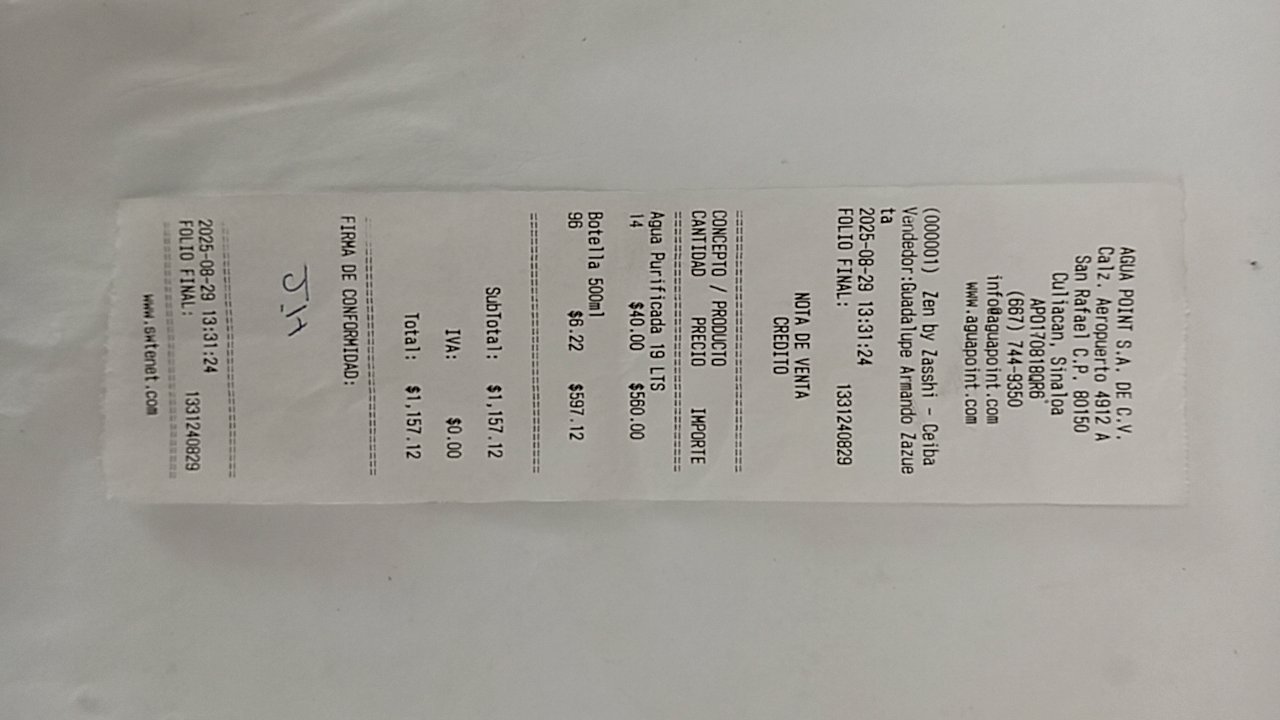 AGUA POINT S.A. DE C.V.
Calz. Aeropuerto 4912 A
San Rafael C.P. 80150
Culiacan, Sinaloa
APO170818QR6
(667) 744-9350
info@aguapoint.com
www.aguapoint.com
(000001) Zen by Zasshi - Ceiba
Vendedor:Guadalupe Armando Zazue
ta
2025-08-29 13:31:24
FOLIO FINAL: 1331240829
NOTA DE VENTA
CREDITO
================================
CONCEPTO / PRODUCTO
CANTIDAD PRECIO IMPORTE
================================
Agua Purificada 19 LTS
14 $40.00 $560.00
Botella 500ml
96 $6.22 $597.12
================================
SubTotal: $1,157.12
IVA: $0.00
Total: $1,157.12
================================
FIRMA DE CONFORMIDAD:
================================
2025-08-29 13:31:24
FOLIO FINAL: 1331240829
================================
www.ewtenet.com